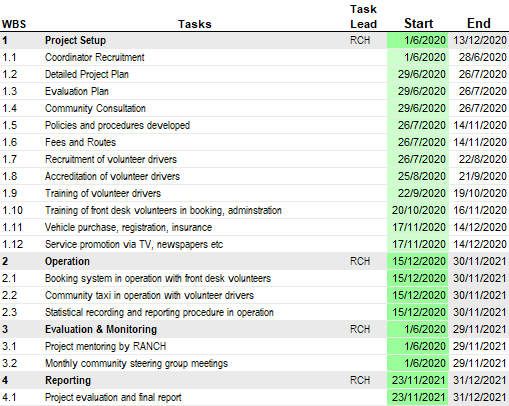 WBS Tasks Task Lead Start End
1 Project Setup RCH 1/6/2020 13/12/2020
1.1 Coordinator Recruitment 1/6/2020 28/6/2020
1.2 Detailed Project Plan 29/6/2020 26/7/2020
1.3 Evaluation Plan 29/6/2020 26/7/2020
1.4 Community Consultation 29/6/2020 26/7/2020
1.5 Policies and procedures developed 26/7/2020 14/11/2020
1.6 Fees and Routes 26/7/2020 14/11/2020
1.7 Recruitment of volunteer drivers 26/7/2020 22/8/2020
1.8 Accreditation of volunteer drivers 25/8/2020 21/9/2020
1.9 Training of volunteer drivers 22/9/2020 19/10/2020
1.10 Training of front desk volunteers in booking, adminstration 20/10/2020 16/11/2020
1.11 Vehicle purchase, registration, insurance 17/11/2020 14/12/2020
1.12 Service promotion via TV, newspapers etc 17/11/2020 14/12/2020
2 Operation RCH 15/12/2020 30/11/2021
2.1 Booking system in operation with front desk volunteers 15/12/2020 30/11/2021
2.2 Community taxi in operation with volunteer drivers 15/12/2020 30/11/2021
2.3 Statistical recording and reporting procedure in operation 15/12/2020 30/11/2021
3 Evaluation & Monitoring RCH 1/6/2020 29/11/2021
3.1 Project mentoring by RANCH 1/6/2020 29/11/2021
3.2 Monthly community steering group meetings 1/6/2020 29/11/2021
4 Reporting RCH 23/11/2021 31/12/2021
4.1 Project evaluation and final report 23/11/2021 31/12/2021